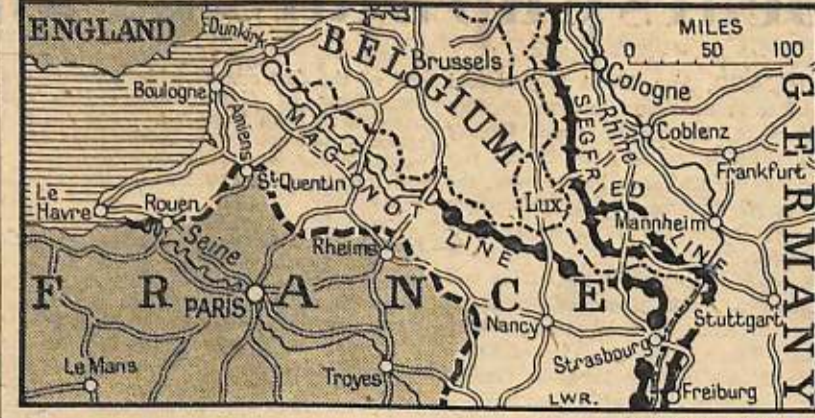 ENGLAND
Dunkirk
BELGIUM
Brussels
MILES
0 50 100
Cologne
Boulogne
Amiens
MAGINOT LINE
SIEGFRIED LINE
Rhine
Coblenz
GERMANY
Frankfurt
St. Quentin
Le Havre
Rouen
Seine
Lux.
Mannheim
Rheims
FRANCE
PARIS
Nancy
Stuttgart
Strasbourg
Le Mans
Troyes
LWR.
Freiburg